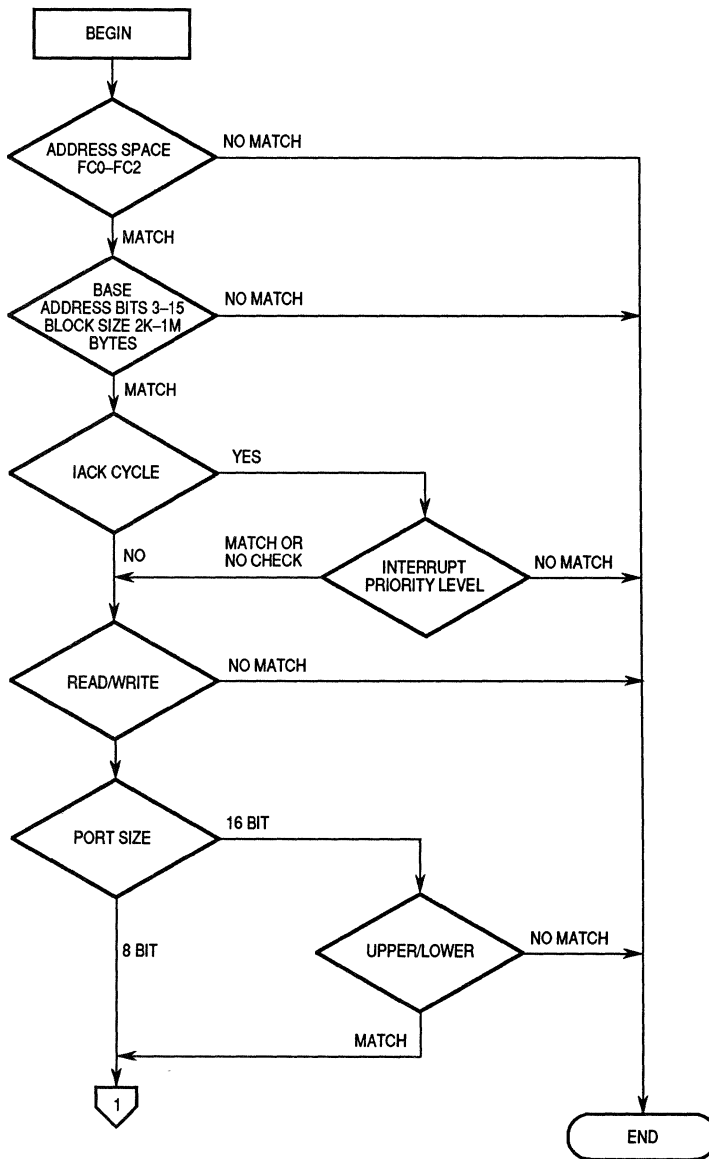 BEGIN
ADDRESS SPACE
FC0–FC2
NO MATCH
MATCH
BASE
ADDRESS BITS 3–15
BLOCK SIZE 2K–1M
BYTES
NO MATCH
MATCH
IACK CYCLE
YES
NO
MATCH OR
NO CHECK
INTERRUPT
PRIORITY LEVEL
NO MATCH
READ/WRITE
NO MATCH
PORT SIZE
16 BIT
8 BIT
UPPER/LOWER
NO MATCH
MATCH
1
END